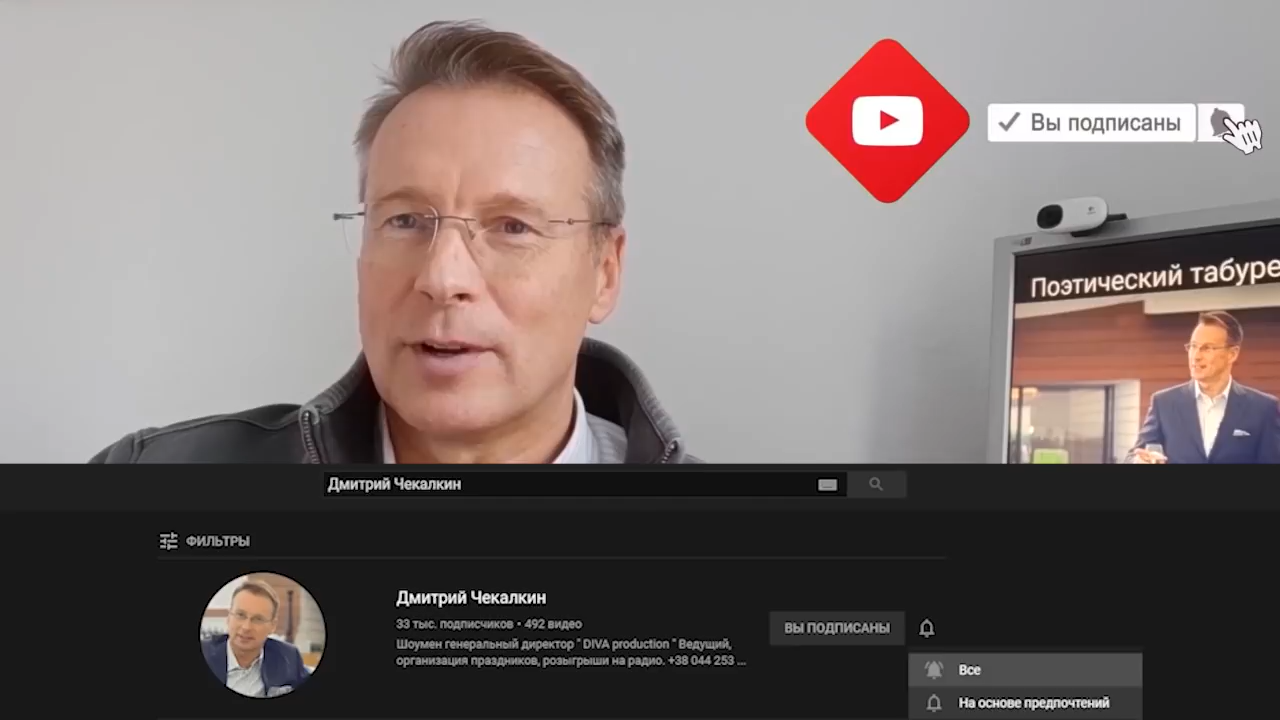 Вы подписаны
Поэтический табуре
Дмитрий Чекалкин
ФИЛЬТРЫ
Дмитрий Чекалкин
33 тыс. подписчиков • 492 видео
Шоумен генеральный директор " DIVA production " Ведущий,
организация праздников, розыгрыши на радио. +38 044 253 ...
ВЫ ПОДПИСАНЫ
Все
На основе предпочтений